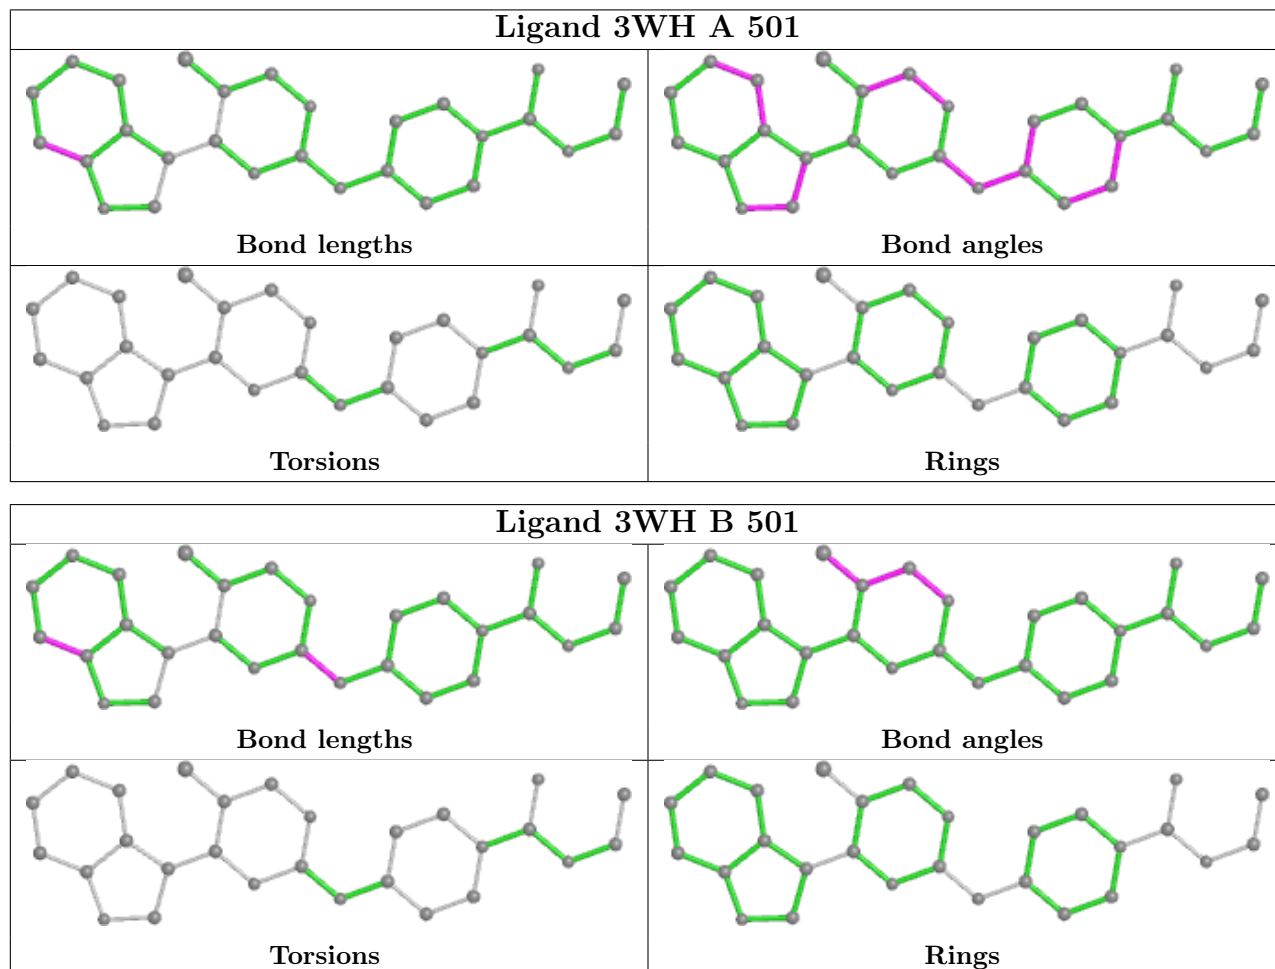 Ligand 3WH A 501
Bond lengths
Bond angles
Torsions
Rings
Ligand 3WH B 501
Bond lengths
Bond angles
Torsions
Rings